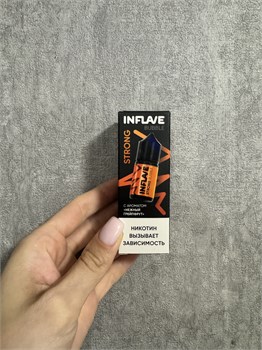 INFLAVE
BUBBLE
STRONG
INFLAVE
С АРОМАТОМ
«НЕЖНЫЙ
ГРЕЙПФРУТ»
НИКОТИН
ВЫЗЫВАЕТ
ЗАВИСИМОСТЬ